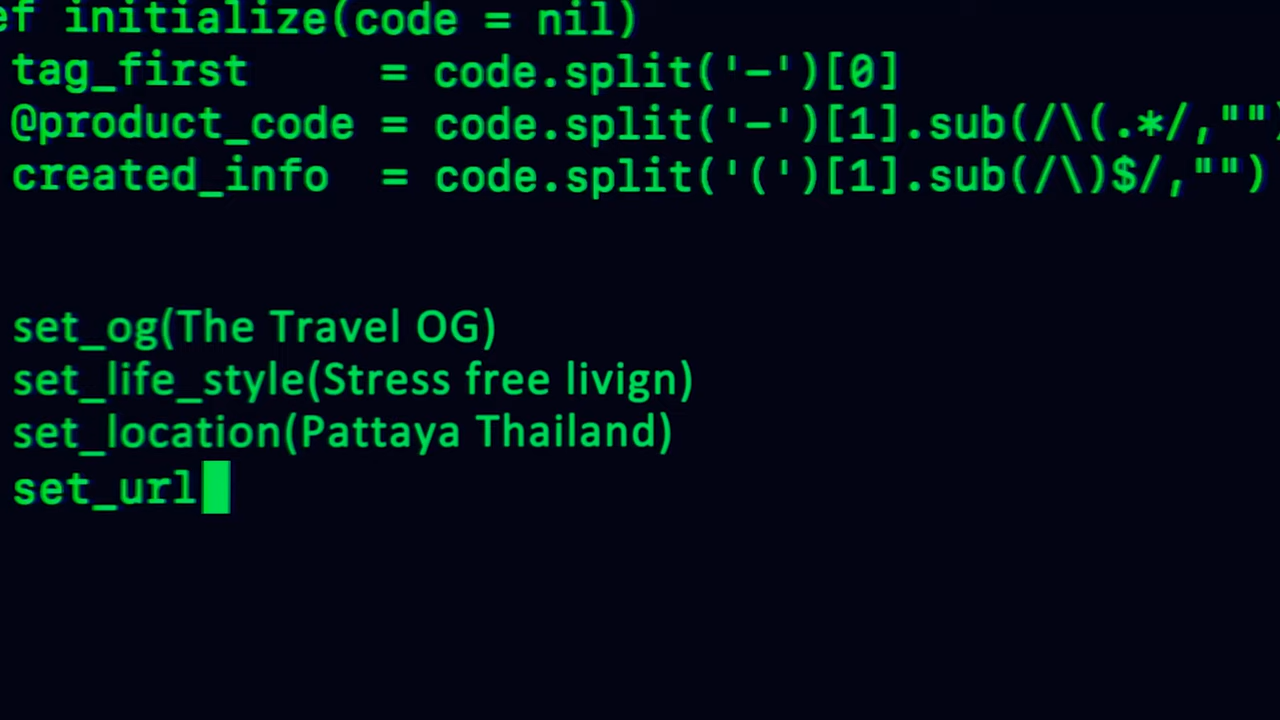 ef initialize(code = nil)
tag_first = code.split('-')[0]
@product_code = code.split('-')[1].sub(/\(.*/,"")
created_info = code.split('(')[1].sub(/\)$/,"")
set_og(The Travel OG)
set_life_style(Stress free livign)
set_location(Pattaya Thailand)
set_url